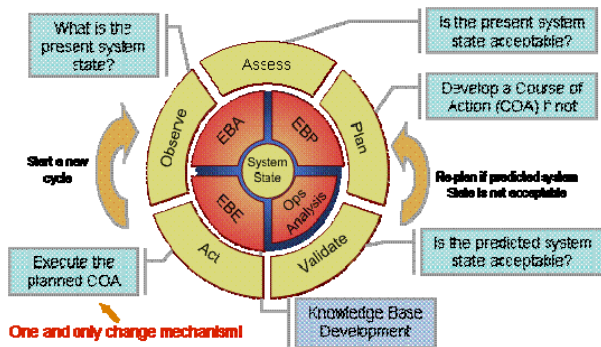 What is the
present system
state?
Is the present system
state acceptable?
Assess
Observe
Plan
Develop a Course of
Action (COA) if not
EBA
EBP
System
State
EBE
Ops
Analysis
Start a new
cycle
Re-plan if predicted system
State is not acceptable
Act
Validate
Execute the
planned COA
Is the predicted system
state acceptable?
One and only change mechanism!
Knowledge Base
Development